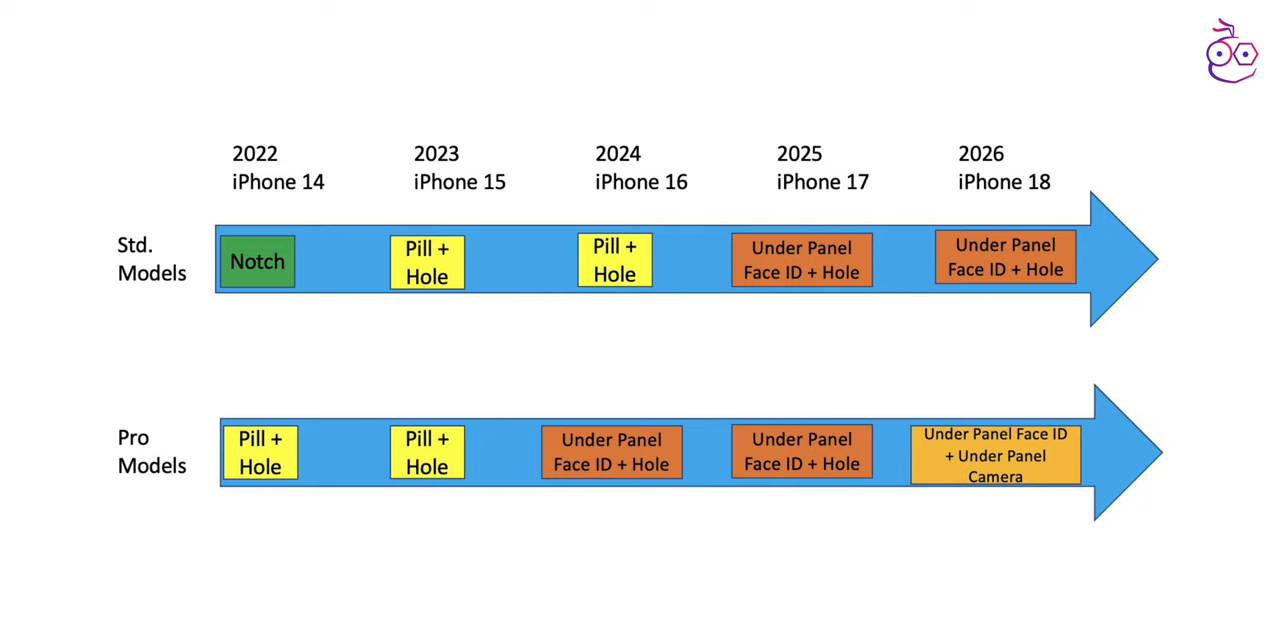 2022
iPhone 14
2023
iPhone 15
2024
iPhone 16
2025
iPhone 17
2026
iPhone 18
Std.
Models
Notch
Pill +
Hole
Pill +
Hole
Under Panel
Face ID + Hole
Under Panel
Face ID + Hole
Pro
Models
Pill +
Hole
Pill +
Hole
Under Panel
Face ID + Hole
Under Panel
Face ID + Hole
Under Panel Face ID
+ Under Panel
Camera